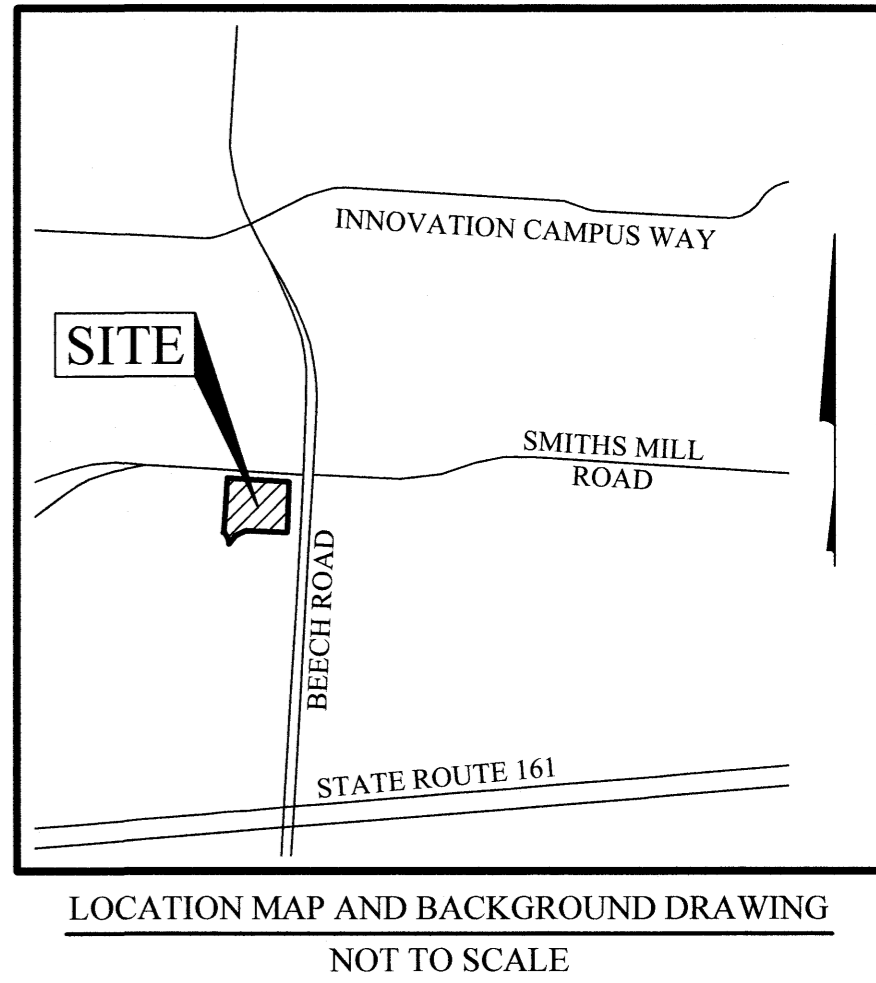 INNOVATION CAMPUS WAY
SITE
SMITHS MILL
ROAD
BEECH ROAD
STATE ROUTE 161
LOCATION MAP AND BACKGROUND DRAWING
NOT TO SCALE